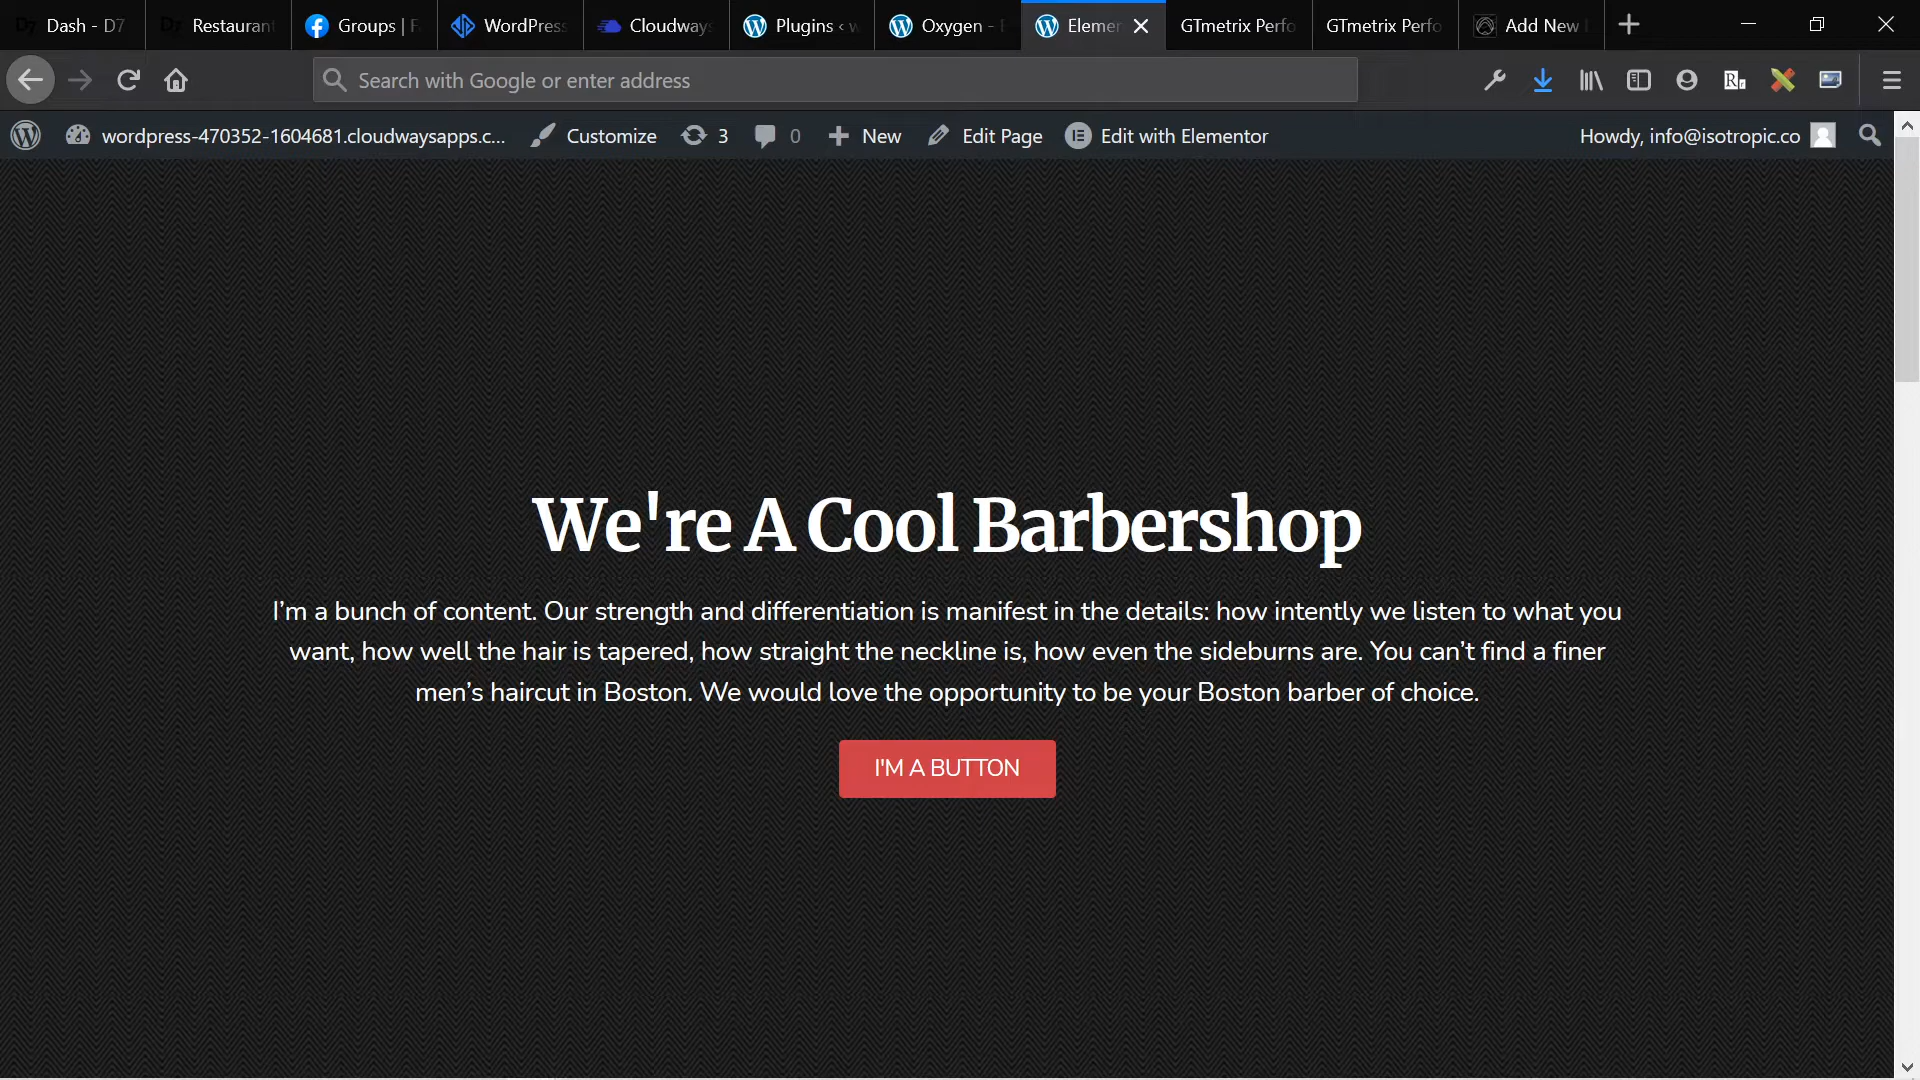 Dash - D7
Restaurant
Groups | F
WordPress
Cloudways
Plugins ‹ w
Oxygen -
Elemen
GTmetrix Perfo
GTmetrix Perfo
Add New
Search with Google or enter address
wordpress-470352-1604681.cloudwaysapps.c...
Customize
3
0
New
Edit Page
Edit with Elementor
Howdy, info@isotropic.co
We're A Cool Barbershop
I’m a bunch of content. Our strength and differentiation is manifest in the details: how intently we listen to what you
want, how well the hair is tapered, how straight the neckline is, how even the sideburns are. You can’t find a finer
men’s haircut in Boston. We would love the opportunity to be your Boston barber of choice.
I'M A BUTTON